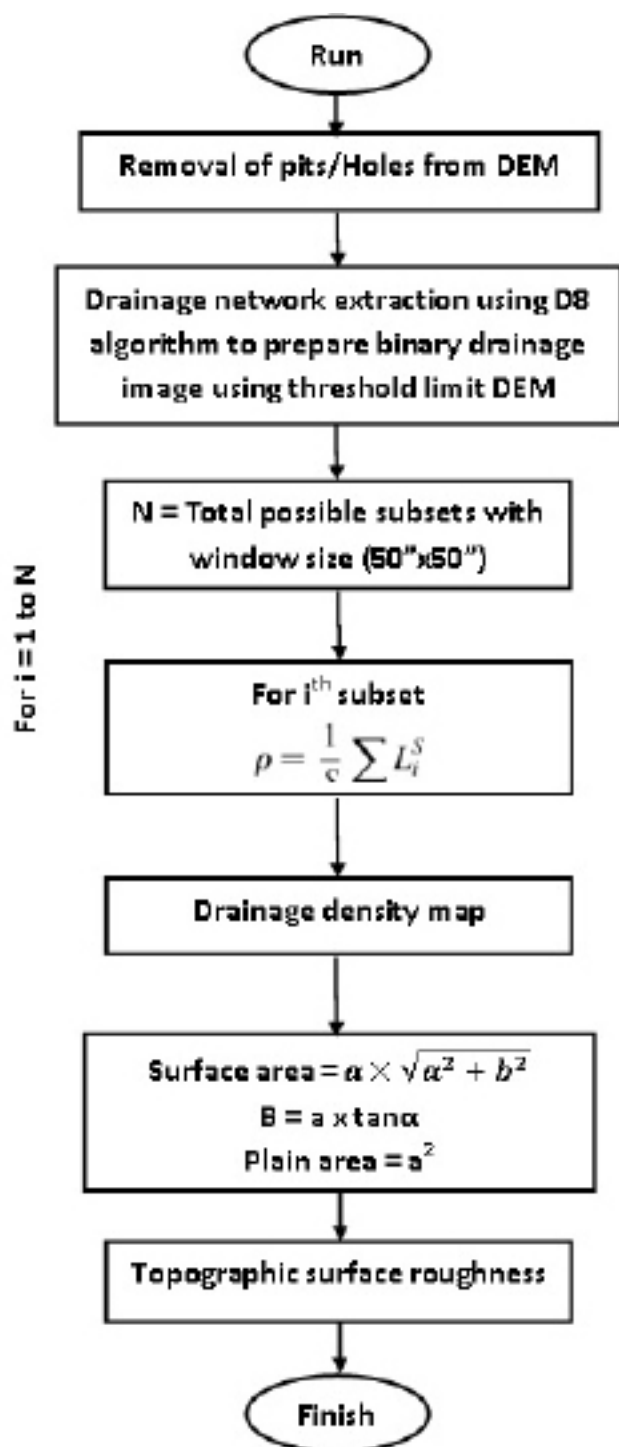 Run
Removal of pits/Holes from DEM
Drainage network extraction using D8
algorithm to prepare binary drainage
image using threshold limit DEM
N = Total possible subsets with
window size (50”x50”)
For i = 1 to N
For iᵗʰ subset
ρ = 1/S ∑ Lᵢˢ
Drainage density map
Surface area = a × √a² + b²
B = a x tanα
Plain area = a²
Topographic surface roughness
Finish